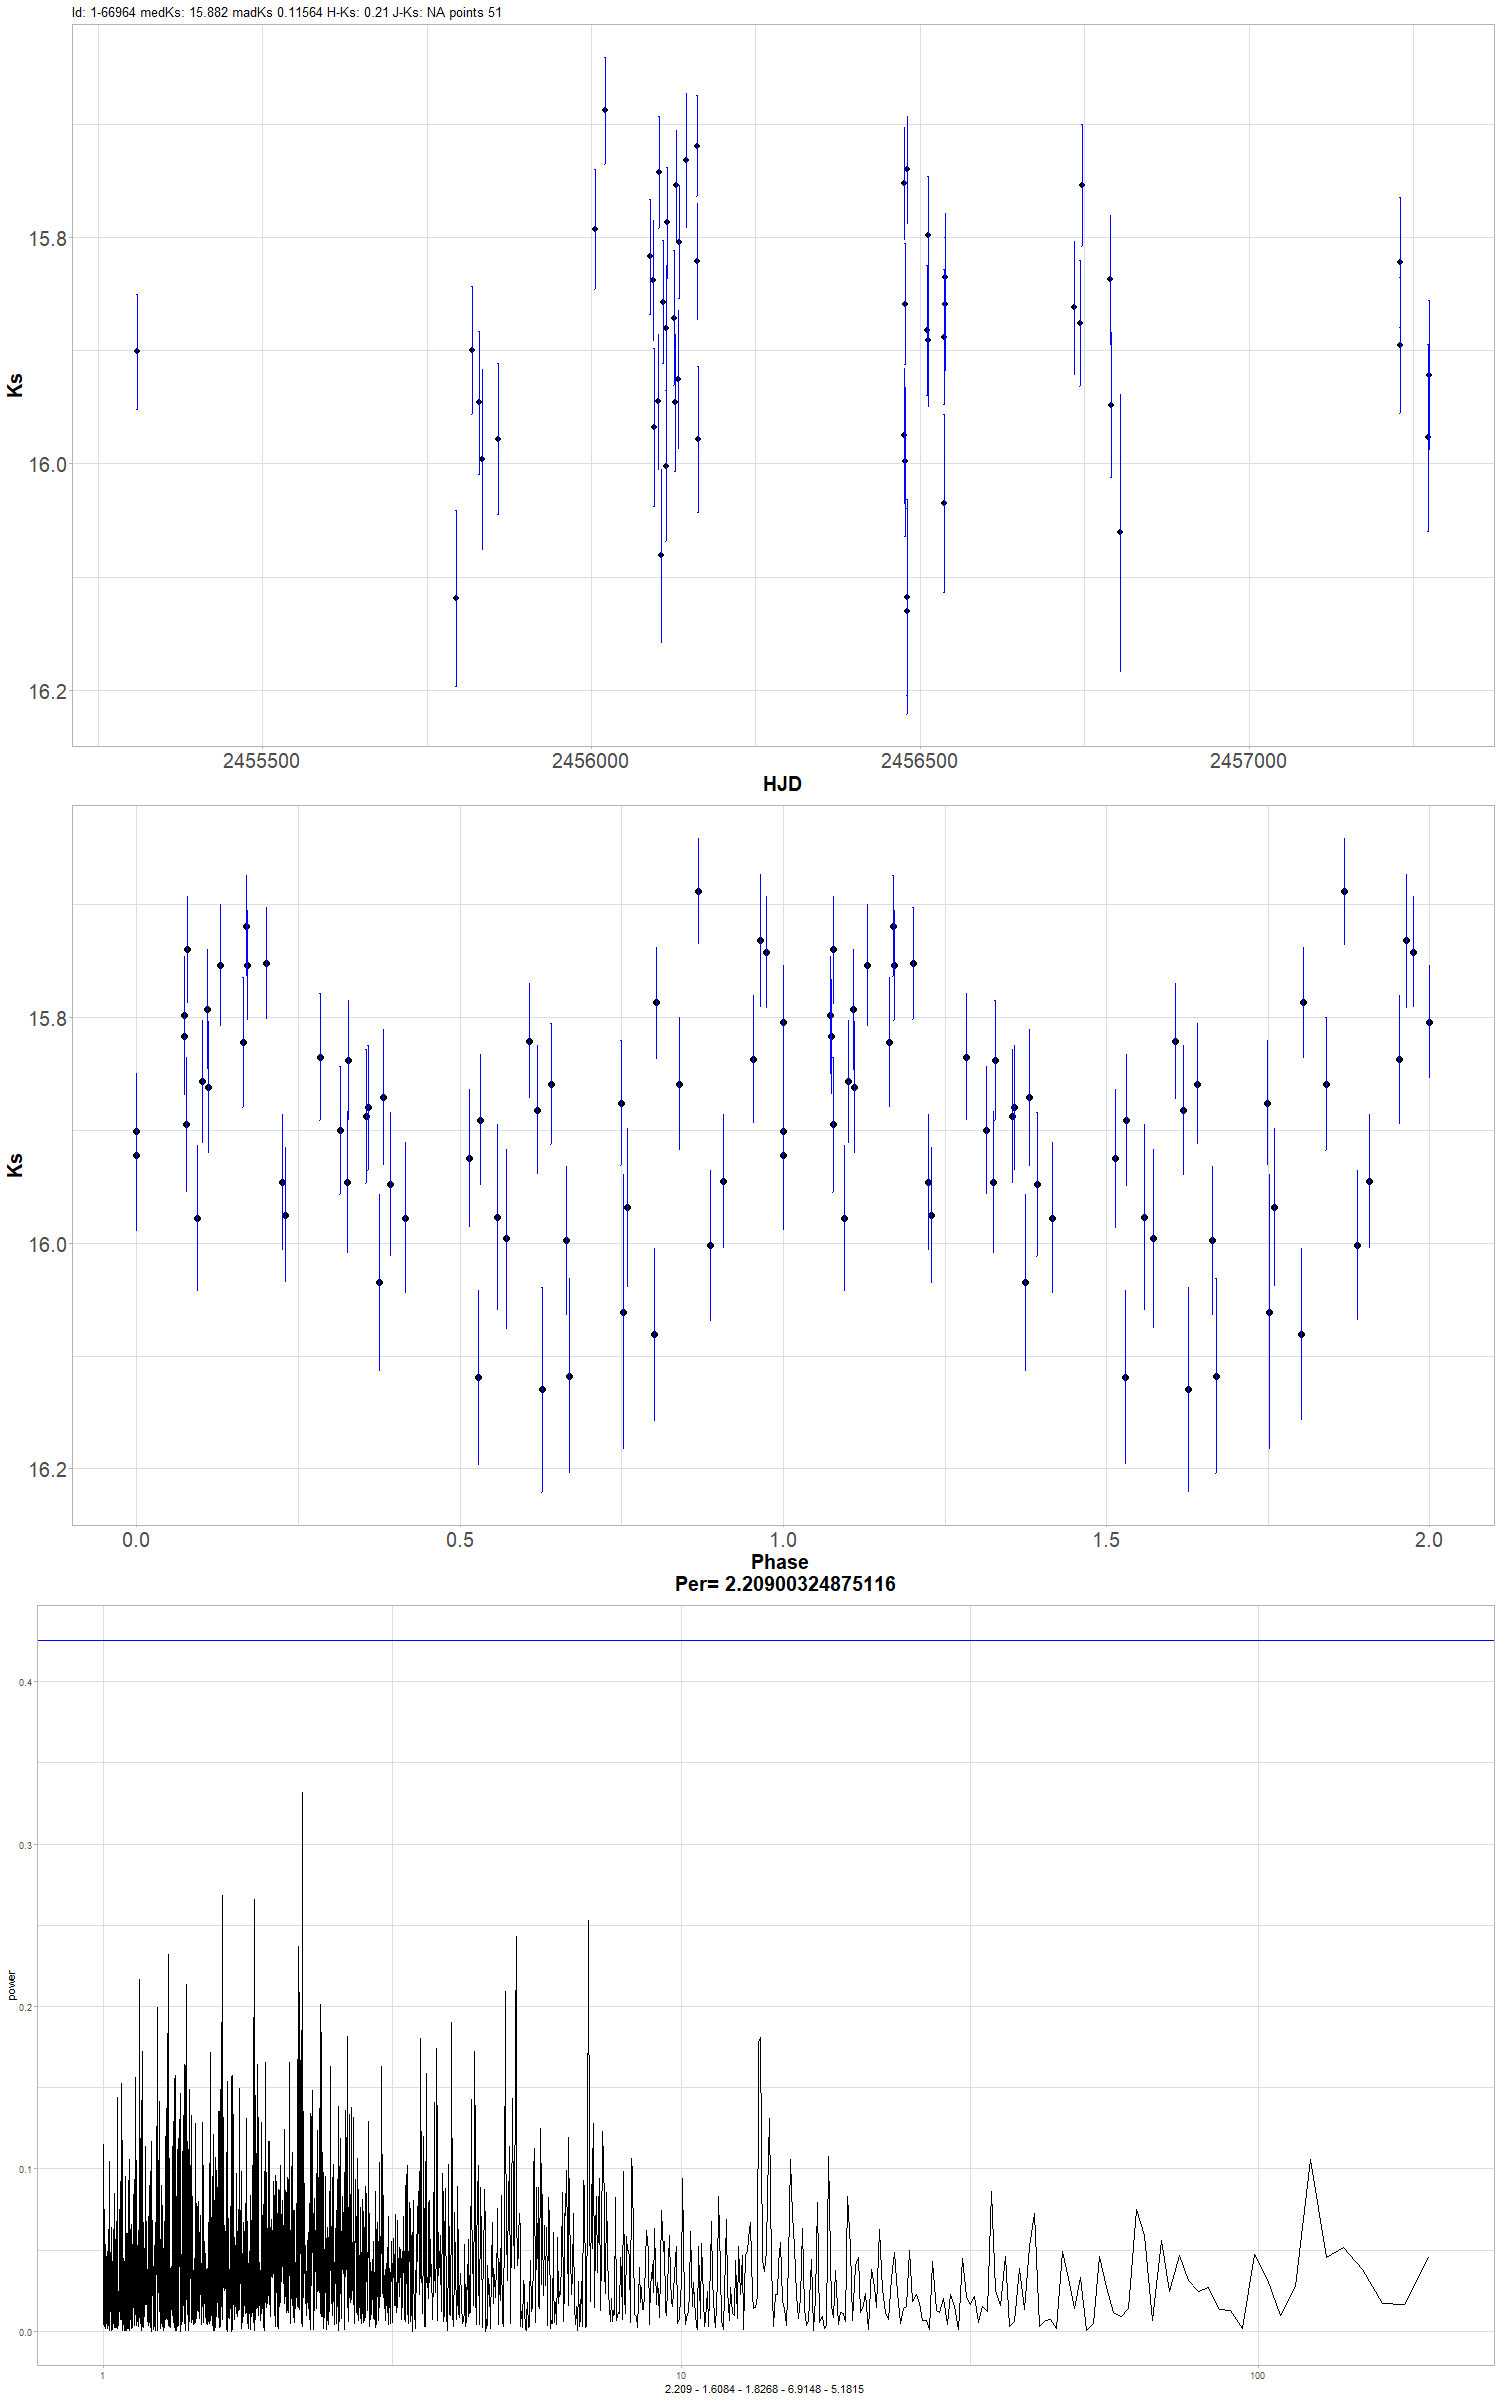 Id: 1-66964 medKs: 15.882 madKs 0.11564 H-Ks: 0.21 J-Ks: NA points 51
15.8
16.0
16.2
Ks
2455500 2456000 2456500 2457000
HJD
15.8
16.0
16.2
Ks
0.0 0.5 1.0 1.5 2.0
Phase
Per= 2.20900324875116
0.4
0.3
0.2
0.1
0.0
power
1 10 100
2.209 - 1.6084 - 1.8268 - 6.9148 - 5.1815